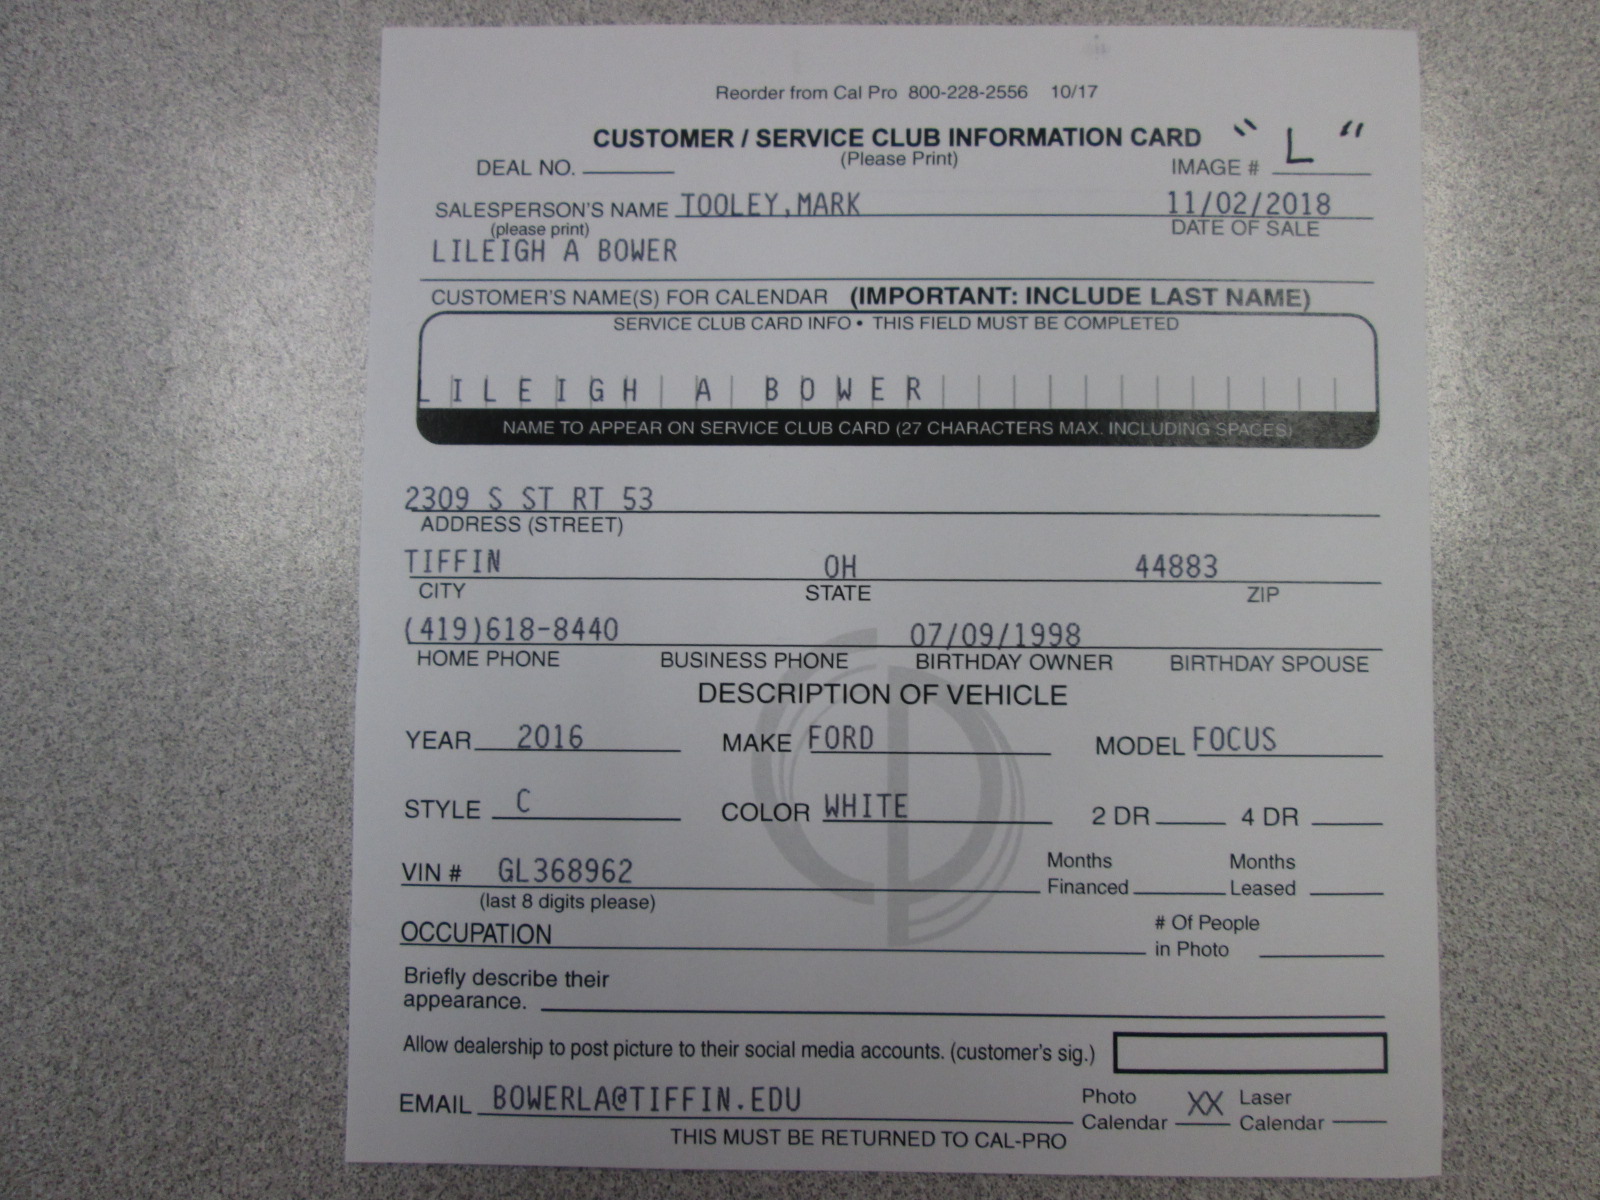 Reorder from Cal Pro 800-228-2556 10/17
CUSTOMER / SERVICE CLUB INFORMATION CARD
(Please Print)
DEAL NO. IMAGE # "L"
SALESPERSON'S NAME TOOLEY,MARK 11/02/2018
(please print) DATE OF SALE
LILEIGH A BOWER
CUSTOMER'S NAME(S) FOR CALENDAR (IMPORTANT: INCLUDE LAST NAME)
SERVICE CLUB CARD INFO • THIS FIELD MUST BE COMPLETED
LILEIGH A BOWER
NAME TO APPEAR ON SERVICE CLUB CARD (27 CHARACTERS MAX. INCLUDING SPACES)
2309 S ST RT 53
ADDRESS (STREET)
TIFFIN OH 44883
CITY STATE ZIP
(419)618-8440 07/09/1998
HOME PHONE BUSINESS PHONE BIRTHDAY OWNER BIRTHDAY SPOUSE
DESCRIPTION OF VEHICLE
YEAR 2016 MAKE FORD MODEL FOCUS
STYLE C COLOR WHITE 2 DR 4 DR
VIN # GL368962 Months Financed Months Leased
(last 8 digits please)
OCCUPATION # Of People in Photo
Briefly describe their
appearance.
Allow dealership to post picture to their social media accounts. (customer's sig.)
EMAIL BOWERLA@TIFFIN.EDU Photo Calendar XX Laser Calendar
THIS MUST BE RETURNED TO CAL-PRO